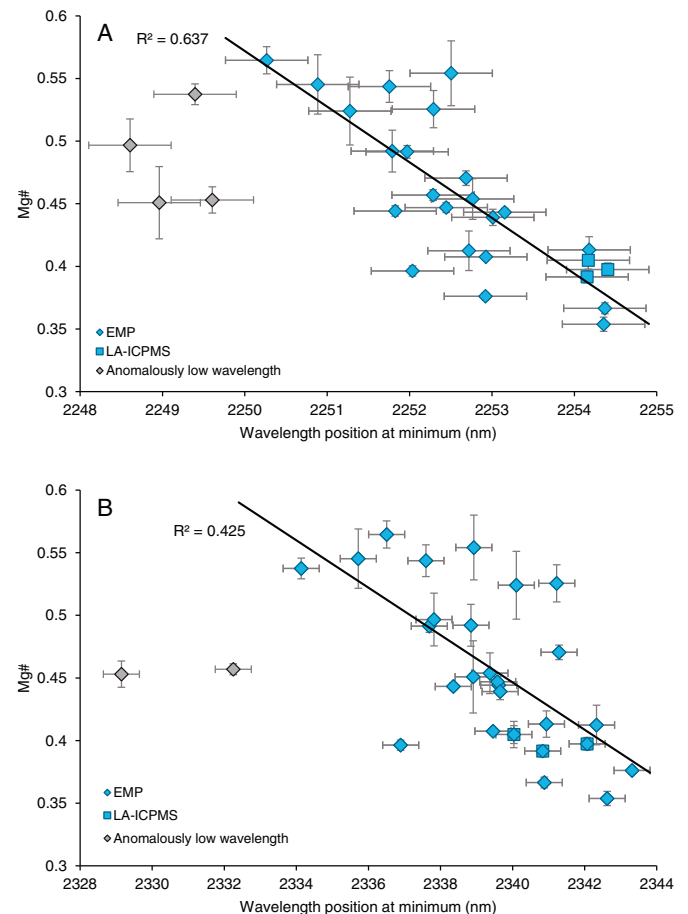 A
R² = 0.637
0.6
0.55
0.5
0.45
0.4
0.35
0.3
Mg#
EMP
LA-ICPMS
Anomalously low wavelength
2248 2249 2250 2251 2252 2253 2254 2255
Wavelength position at minimum (nm)
B
R² = 0.425
0.6
0.55
0.5
0.45
0.4
0.35
0.3
Mg#
EMP
LA-ICPMS
Anomalously low wavelength
2328 2330 2332 2334 2336 2338 2340 2342 2344
Wavelength position at minimum (nm)